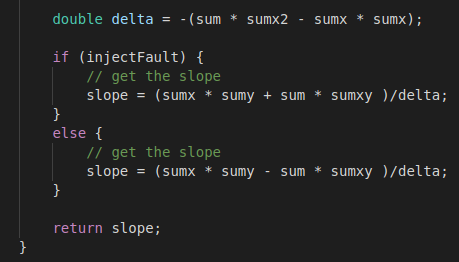 double delta = -(sum * sumx2 - sumx * sumx);
if (injectFault) {
// get the slope
slope = (sumx * sumy + sum * sumxy )/delta;
}
else {
// get the slope
slope = (sumx * sumy - sum * sumxy )/delta;
}
return slope;
}